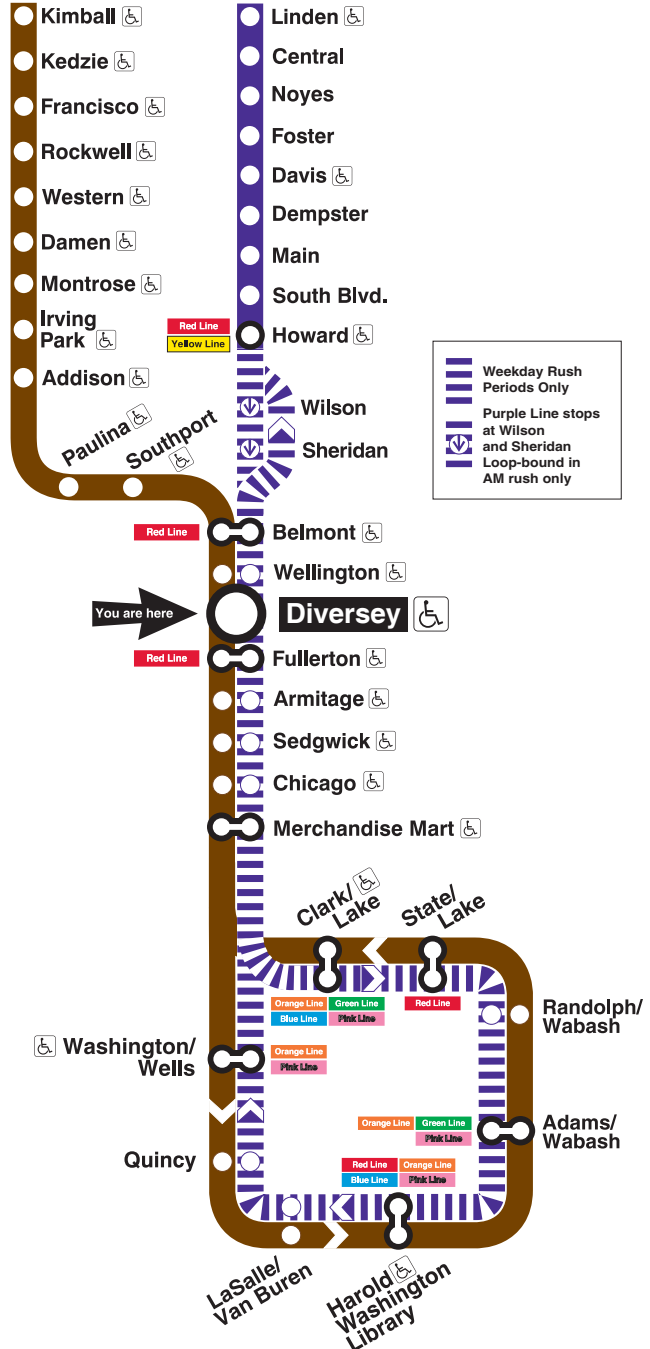 Kimball
Kedzie
Francisco
Rockwell
Western
Damen
Montrose
Irving
Park
Addison
Paulina
Southport
Linden
Central
Noyes
Foster
Davis
Dempster
Main
South Blvd.
Red Line
Yellow Line
Howard
Wilson
Sheridan
Weekday Rush
Periods Only
Purple Line stops
at Wilson
and Sheridan
Loop-bound in
AM rush only
Red Line
Belmont
Wellington
You are here
Diversey
Red Line
Fullerton
Armitage
Sedgwick
Chicago
Merchandise Mart
Clark/
Lake
State/
Lake
Orange Line
Green Line
Blue Line
Pink Line
Red Line
Randolph/
Wabash
Washington/
Wells
Orange Line
Pink Line
Orange Line
Green Line
Pink Line
Adams/
Wabash
Quincy
Red Line
Orange Line
Blue Line
Pink Line
LaSalle/
Van Buren
Harold
Washington
Library